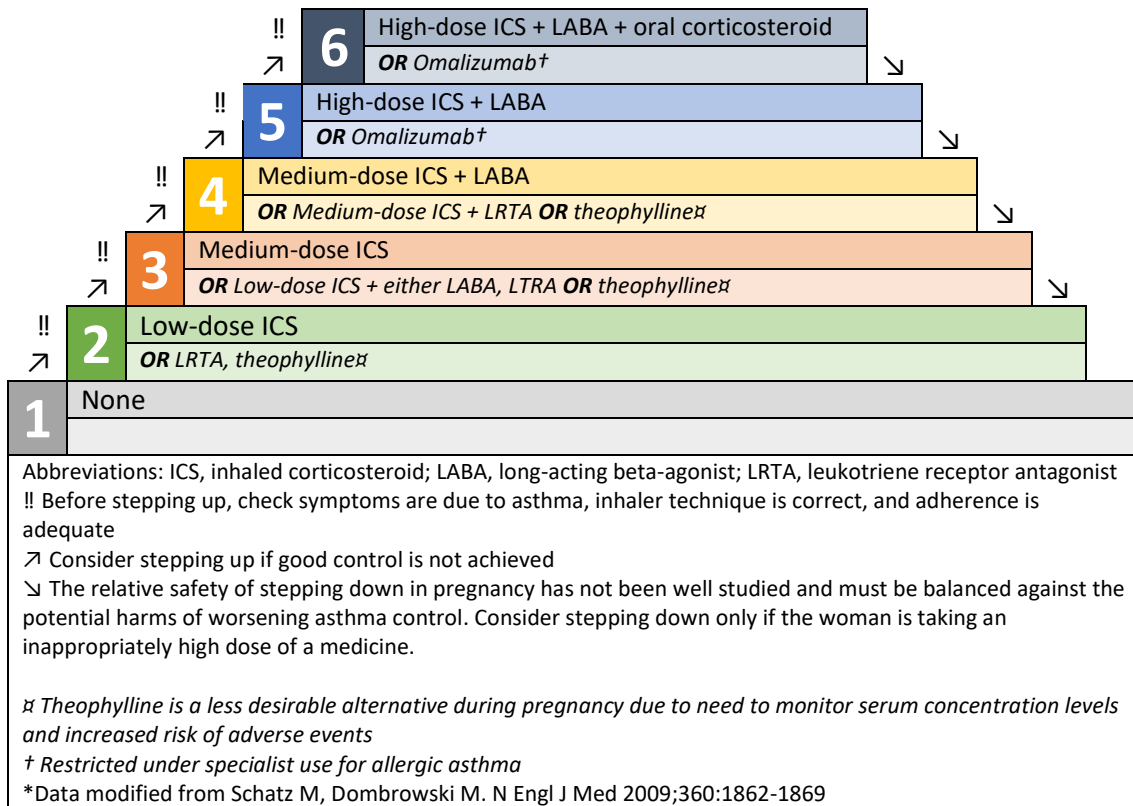 ‼ 6 High-dose ICS + LABA + oral corticosteroid
↗ OR Omalizumab† ↘
‼ 5 High-dose ICS + LABA
↗ OR Omalizumab† ↘
‼ 4 Medium-dose ICS + LABA
↗ OR Medium-dose ICS + LRTA OR theophylline¤ ↘
‼ 3 Medium-dose ICS
↗ OR Low-dose ICS + either LABA, LTRA OR theophylline¤ ↘
‼ 2 Low-dose ICS
↗ OR LRTA, theophylline¤
1 None
Abbreviations: ICS, inhaled corticosteroid; LABA, long-acting beta-agonist; LRTA, leukotriene receptor antagonist
‼ Before stepping up, check symptoms are due to asthma, inhaler technique is correct, and adherence is
adequate
↗ Consider stepping up if good control is not achieved
↘ The relative safety of stepping down in pregnancy has not been well studied and must be balanced against the
potential harms of worsening asthma control. Consider stepping down only if the woman is taking an
inappropriately high dose of a medicine.
¤ Theophylline is a less desirable alternative during pregnancy due to need to monitor serum concentration levels
and increased risk of adverse events
† Restricted under specialist use for allergic asthma
*Data modified from Schatz M, Dombrowski M. N Engl J Med 2009;360:1862-1869